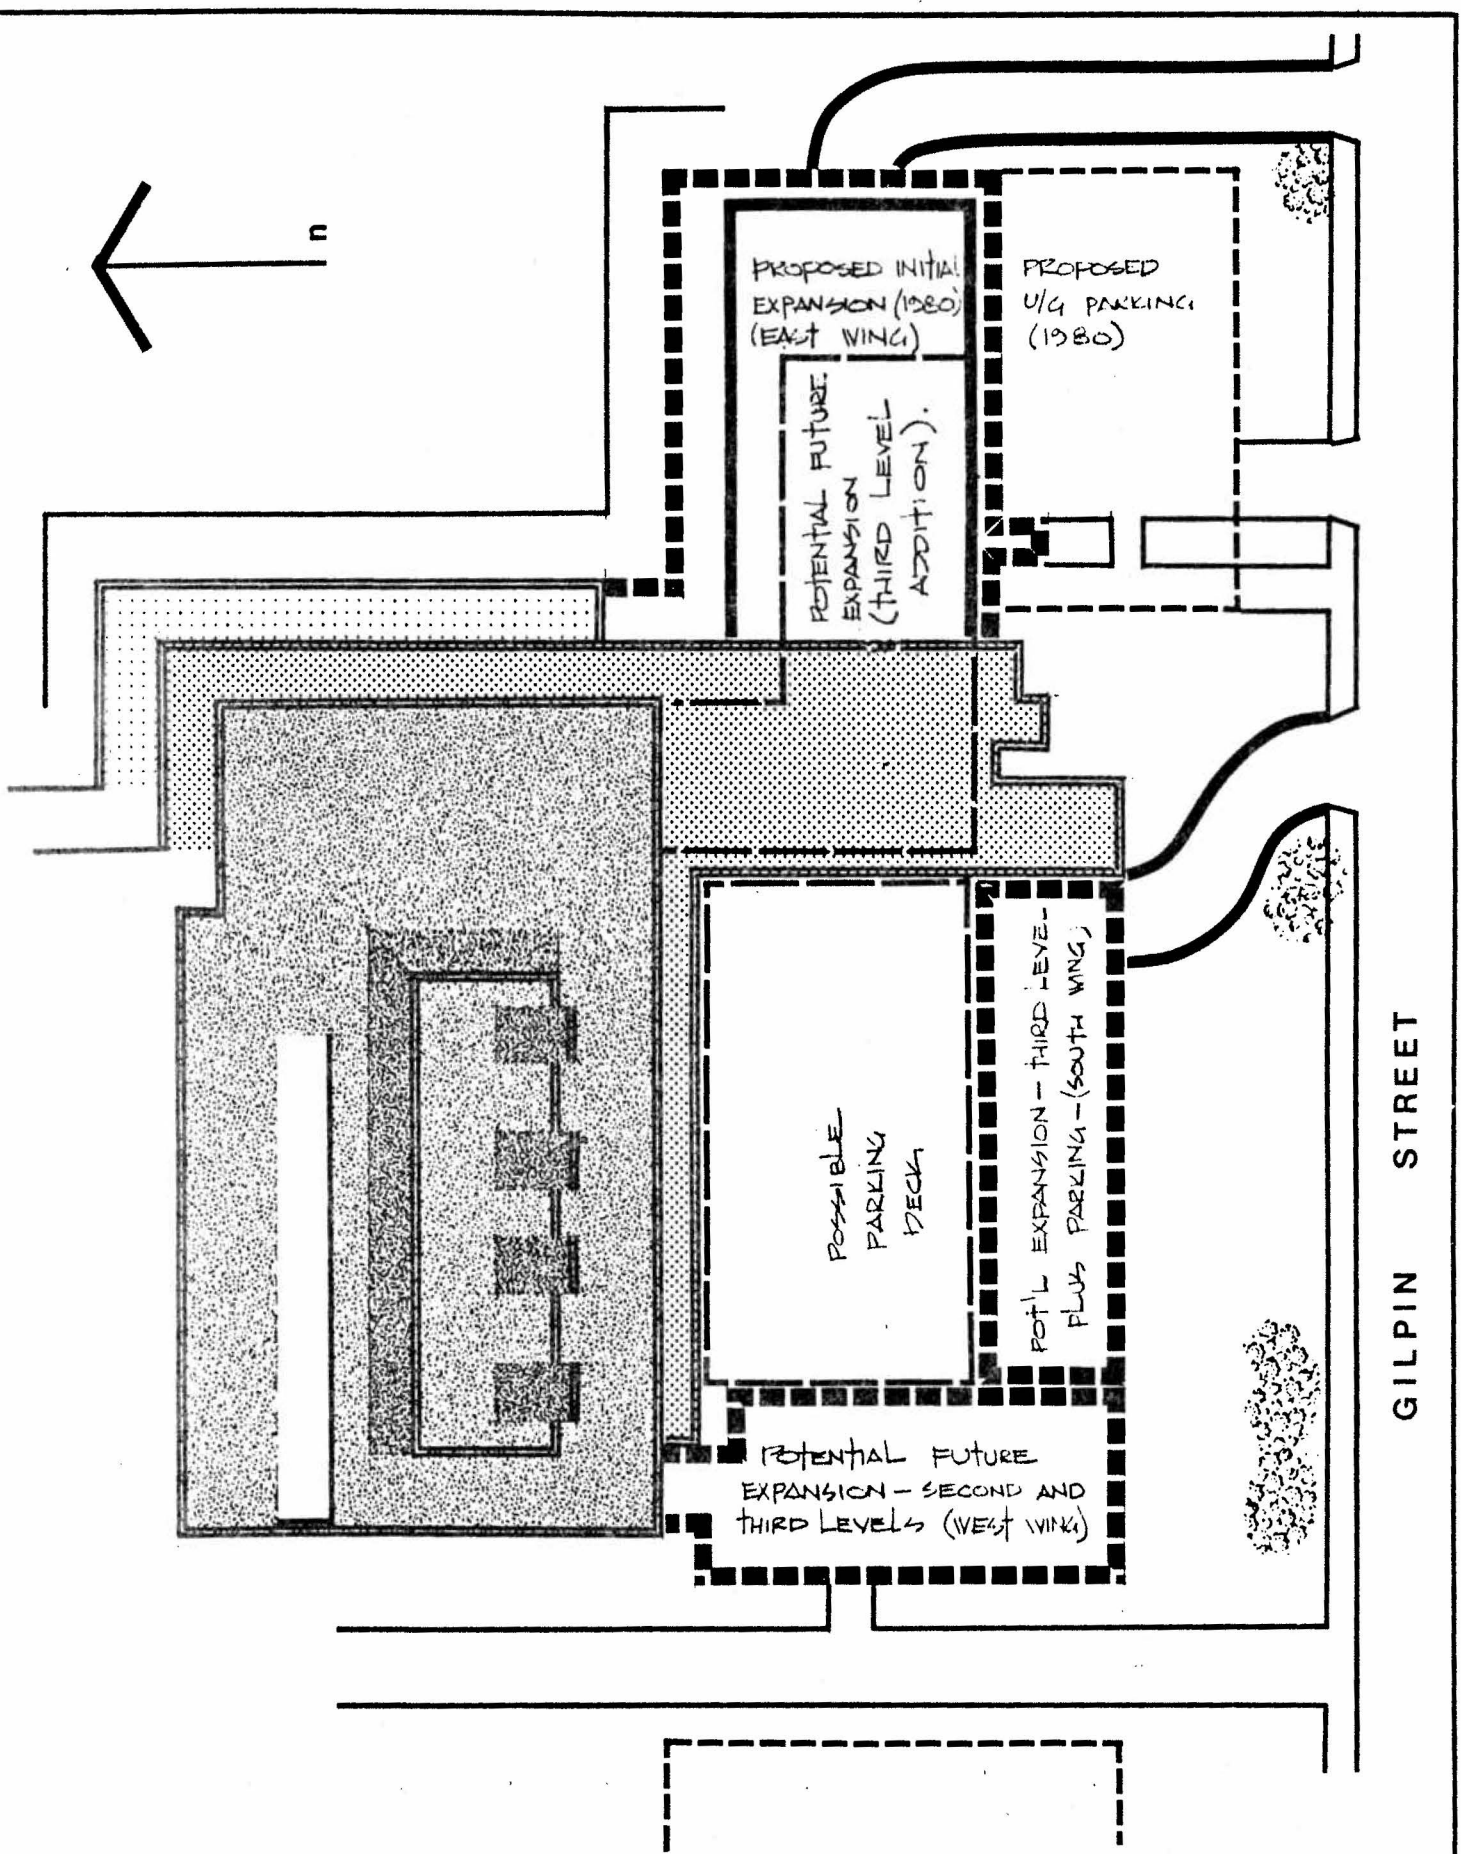 n
PROPOSED INITIAL
EXPANSION (1980)
(EAST WING)
PROPOSED
U/G PARKING
(1980)
POTENTIAL FUTURE
EXPANSION
(THIRD LEVEL
ADDITION).
POSSIBLE
PARKING
DECK
POT'L EXPANSION - THIRD LEVEL
PLUS PARKING - (SOUTH WING)
POTENTIAL FUTURE
EXPANSION - SECOND AND
THIRD LEVELS (WEST WING)
GILPIN STREET